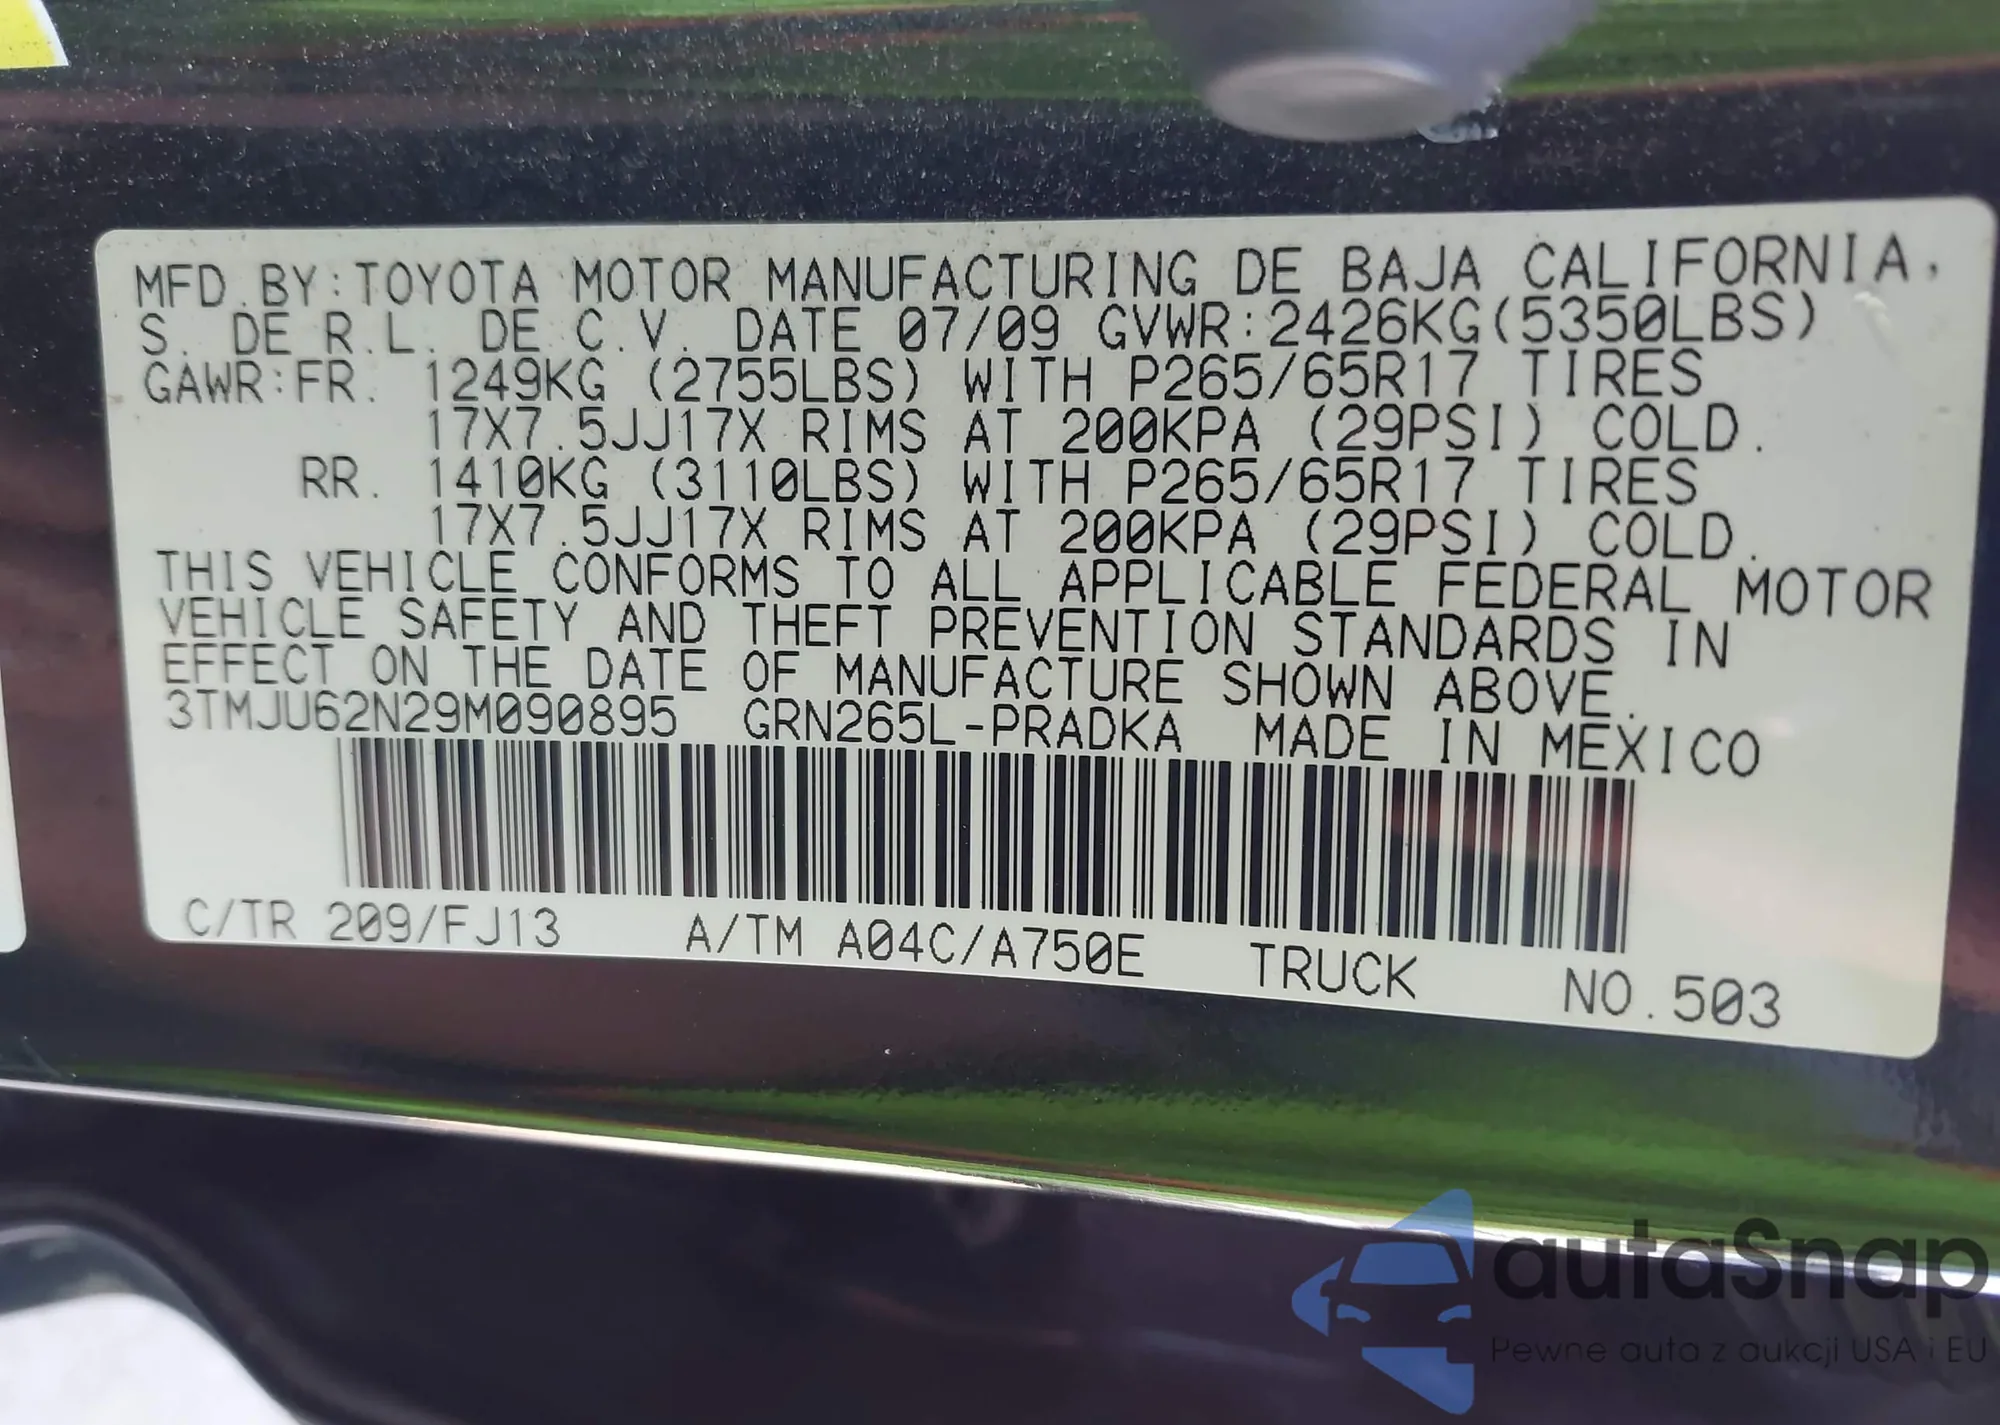 MFD.BY:TOYOTA MOTOR MANUFACTURING DE BAJA CALIFORNIA,
S. DE R.L. DE C.V. DATE 07/09 GVWR:2426KG(5350LBS)
GAWR:FR. 1249KG (2755LBS) WITH P265/65R17 TIRES
17X7.5JJ17X RIMS AT 200KPA (29PSI) COLD.
RR. 1410KG (3110LBS) WITH P265/65R17 TIRES
17X7.5JJ17X RIMS AT 200KPA (29PSI) COLD.
THIS VEHICLE CONFORMS TO ALL APPLICABLE FEDERAL MOTOR
VEHICLE SAFETY AND THEFT PREVENTION STANDARDS IN
EFFECT ON THE DATE OF MANUFACTURE SHOWN ABOVE.
3TMJU62N29M090895 GRN265L-PRADKA MADE IN MEXICO
C/TR 209/FJ13 A/TM A04C/A750E TRUCK NO.503
autaSnap
Pewne auta z aukcji USA i EU